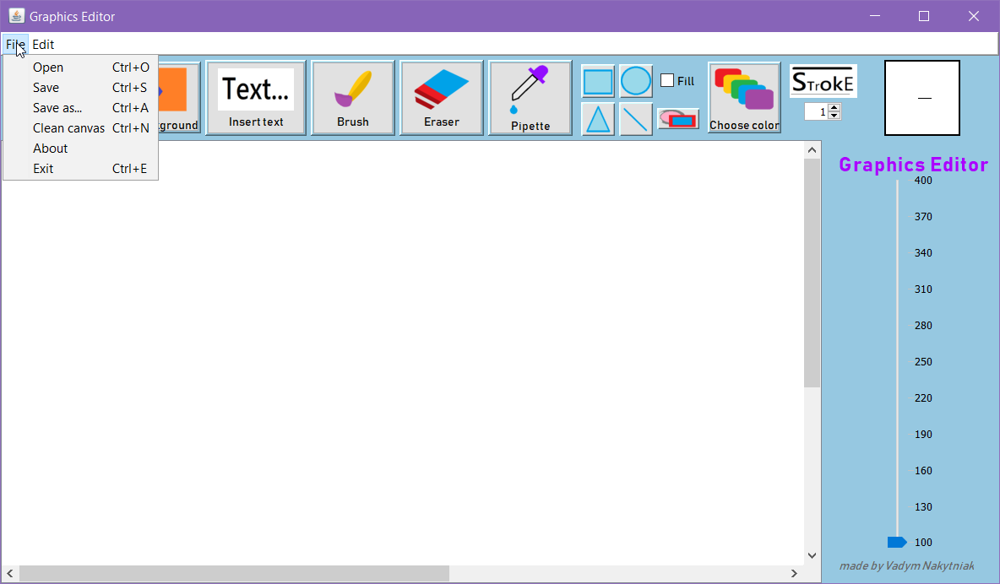 Graphics Editor
File Edit
Open Ctrl+O
Save Ctrl+S
Save as... Ctrl+A
Clean canvas Ctrl+N
About
Exit Ctrl+E
ground
Text...
Insert text
Brush
Eraser
Pipette
Fill
Choose color
STrOkE
1
Graphics Editor
400
370
340
310
280
250
220
190
160
130
100
made by Vadym Nakytniak